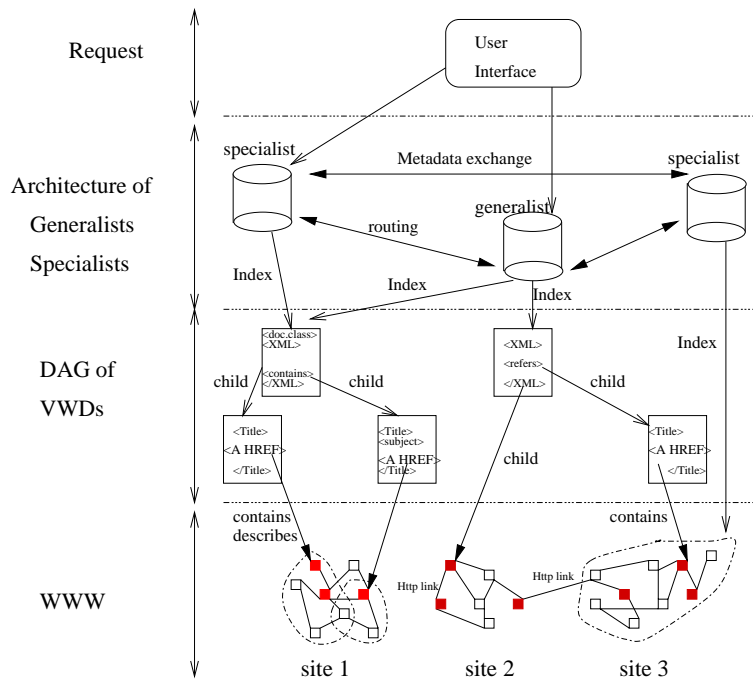 Request
User
Interface
Architecture of
Generalists
Specialists
specialist
Metadata exchange
specialist
generalist
routing
Index
Index
Index
Index
DAG of
VWDs
<doc.class>
<XML>
<contains>
</XML>
<XML>
<refers>
</XML>
child
child
child
child
<Title>
<A HREF>
</Title>
<Title>
<subject>
<A HREF>
</Title>
<Title>
<A HREF>
</Title>
WWW
contains
describes
contains
Http link
Http link
site 1
site 2
site 3